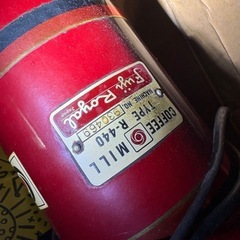 Fuji Royal
COFFEE MILL
TYPE R-440
MACHINE NO.